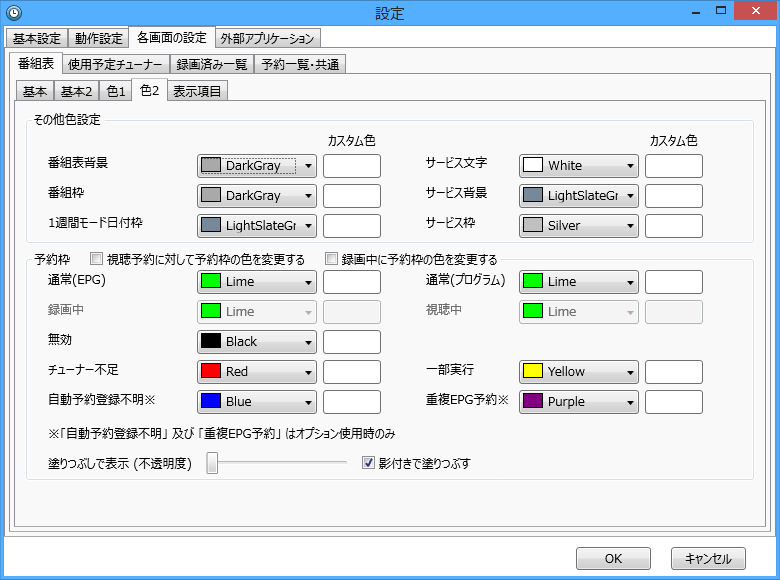 設定
基本設定 動作設定 各画面の設定 外部アプリケーション
番組表 使用予定チューナー 録画済み一覧 予約一覧・共通
基本 基本2 色1 色2 表示項目
その他色設定
カスタム色 カスタム色
番組表背景 DarkGray サービス文字 White
番組枠 DarkGray サービス背景 LightSlateGr
1週間モード日付枠 LightSlateGr サービス枠 Silver
予約枠 視聴予約に対して予約枠の色を変更する 録画中に予約枠の色を変更する
通常(EPG) Lime 通常(プログラム) Lime
録画中 Lime 視聴中 Lime
無効 Black
チューナー不足 Red 一部実行 Yellow
自動予約登録不明※ Blue 重複EPG予約※ Purple
※「自動予約登録不明」 及び 「重複EPG予約」 はオプション使用時のみ
塗りつぶしで表示 (不透明度) 影付きで塗りつぶす
OK キャンセル